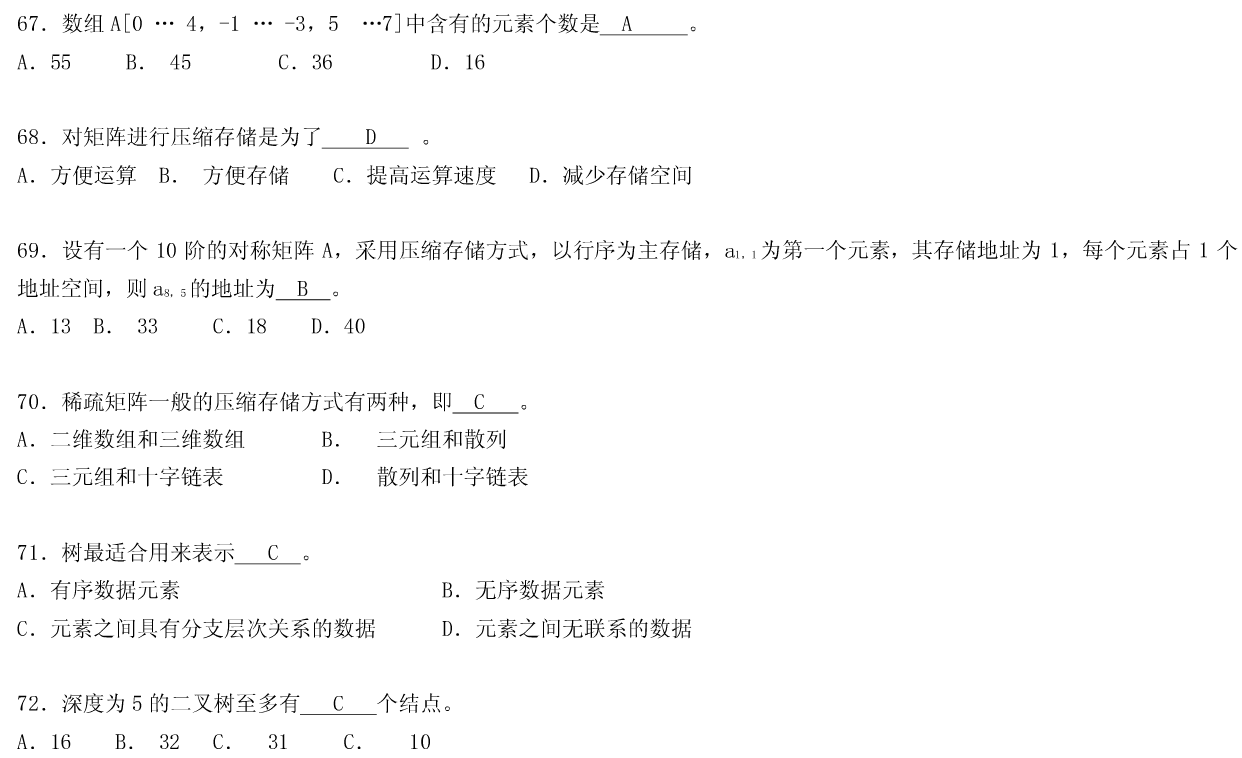 67. 数组 A[0 … 4，-1 … -3，5 …7]中含有的元素个数是 A 。
A. 55 B. 45 C. 36 D. 16
68. 对矩阵进行压缩存储是为了 D 。
A. 方便运算 B. 方便存储 C. 提高运算速度 D. 减少存储空间
69. 设有一个 10 阶的对称矩阵 A，采用压缩存储方式，以行序为主存储，a1,1为第一个元素，其存储地址为 1，每个元素占 1 个
地址空间，则 a8,5的地址为 B 。
A. 13 B. 33 C. 18 D. 40
70. 稀疏矩阵一般的压缩存储方式有两种，即 C 。
A. 二维数组和三维数组 B. 三元组和散列
C. 三元组和十字链表 D. 散列和十字链表
71. 树最适合用来表示 C 。
A. 有序数据元素 B. 无序数据元素
C. 元素之间具有分支层次关系的数据 D. 元素之间无联系的数据
72. 深度为 5 的二叉树至多有 C 个结点。
A. 16 B. 32 C. 31 C. 10